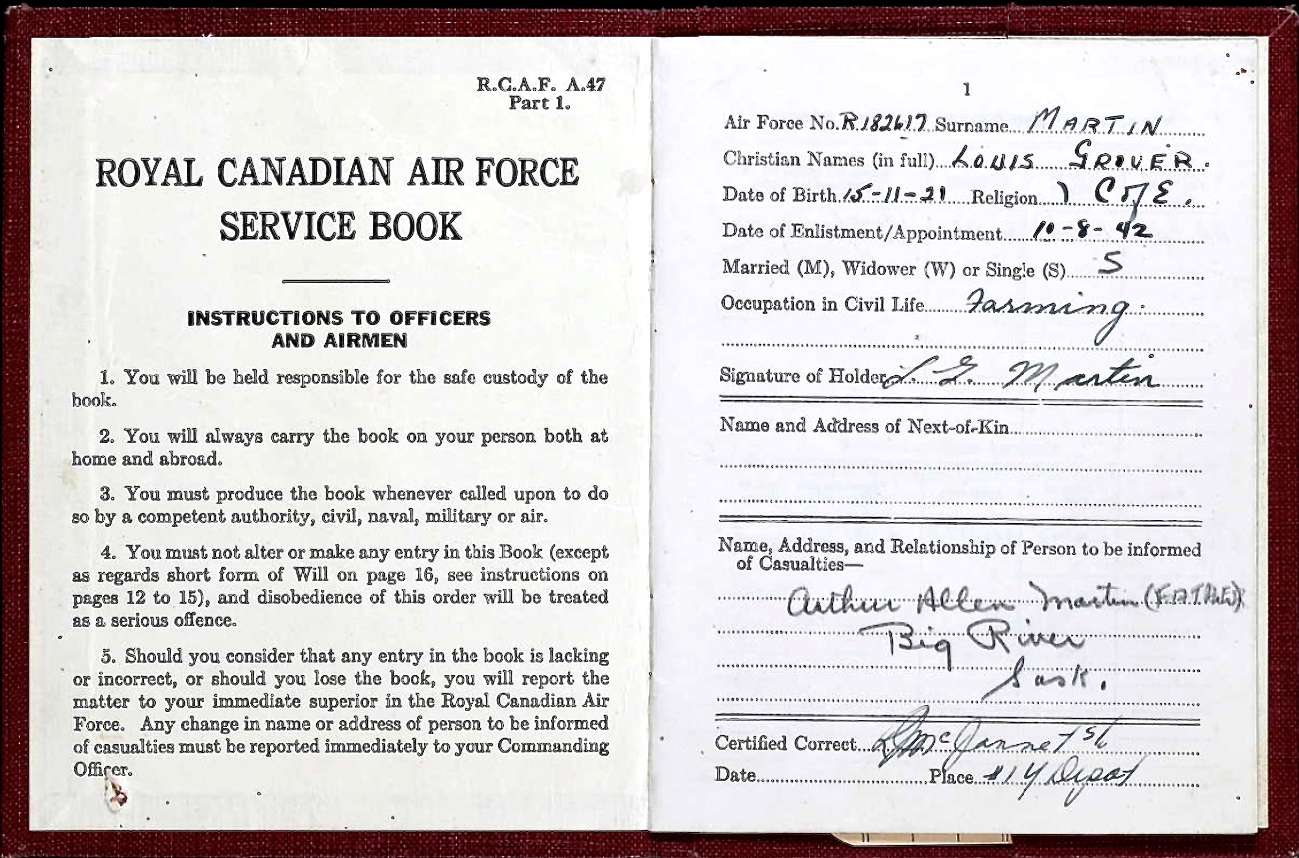 R.C.A.F. A.47
Part 1.
ROYAL CANADIAN AIR FORCE
SERVICE BOOK
INSTRUCTIONS TO OFFICERS
AND AIRMEN
1. You will be held responsible for the safe custody of the
book.
2. You will always carry the book on your person both at
home and abroad.
3. You must produce the book whenever called upon to do
so by a competent authority, civil, naval, military or air.
4. You must not alter or make any entry in this Book (except
as regards short form of Will on page 16, see instructions on
pages 12 to 15), and disobedience of this order will be treated
as a serious offence.
5. Should you consider that any entry in the book is lacking
or incorrect, or should you lose the book, you will report the
matter to your immediate superior in the Royal Canadian Air
Force. Any change in name or address of person to be informed
of casualties must be reported immediately to your Commanding
Officer.
1
Air Force No. R182617 Surname MARTIN
Christian Names (in full) LOUIS GROVER.
Date of Birth 15-11-21 Religion C of E.
Date of Enlistment/Appointment 10-8-42
Married (M), Widower (W) or Single (S) S
Occupation in Civil Life Farming.
Signature of Holder L. G. Martin
Name and Address of Next-of-Kin
Name, Address, and Relationship of Person to be informed
of Casualties—
Arthur Allen Martin (FATHER)
Big River
Sask.
Certified Correct
Date Place #14 Depot